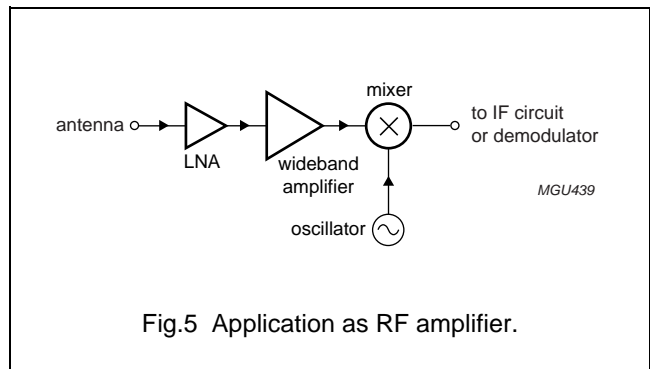 mixer
antenna
to IF circuit
or demodulator
LNA
wideband
amplifier
MGU439
oscillator
Fig.5 Application as RF amplifier.